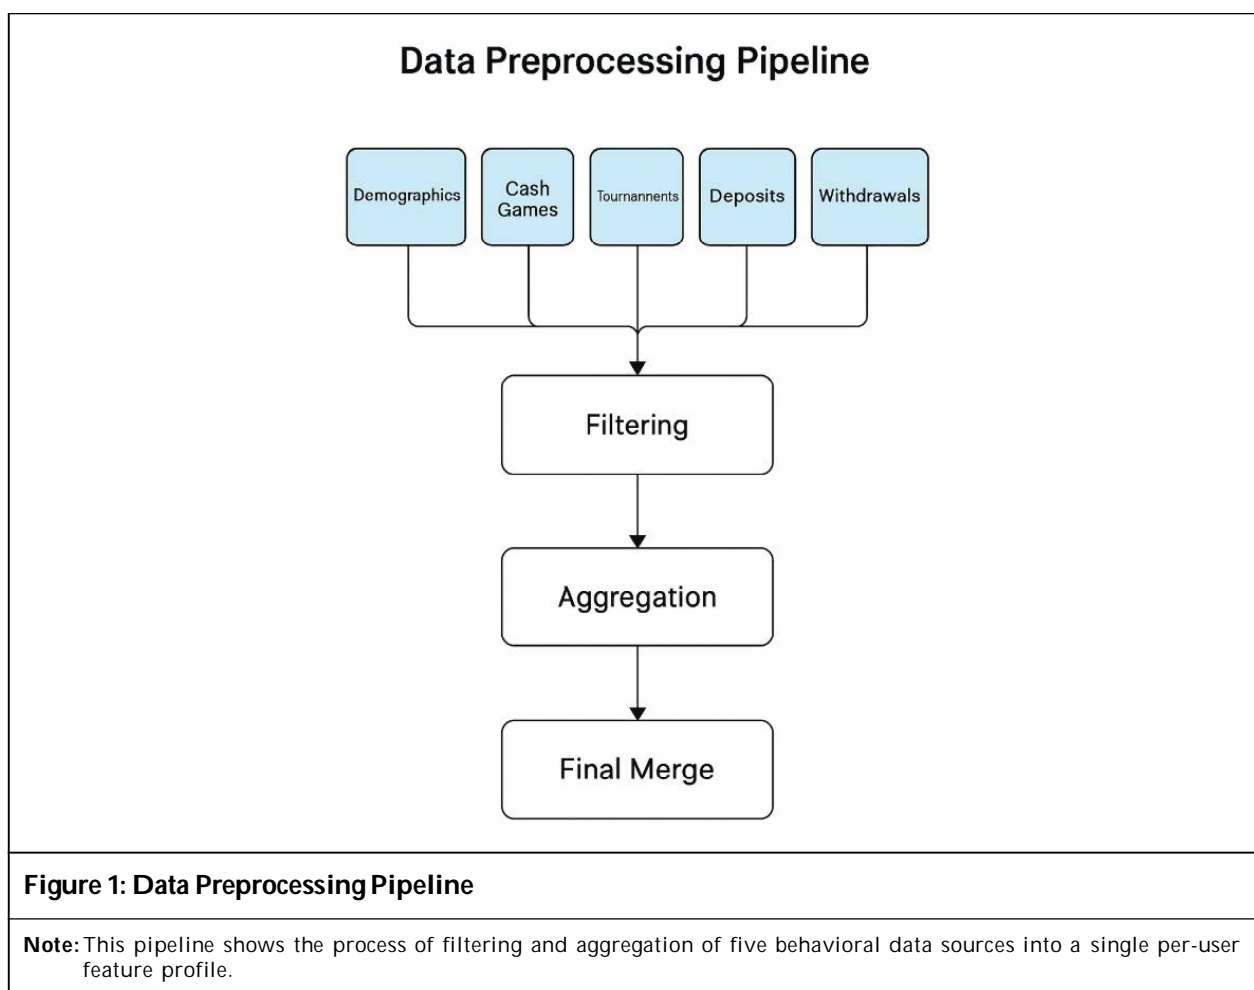 Data Preprocessing Pipeline
Demographics
Cash
Games
Tournannents
Deposits
Withdrawals
Filtering
Aggregation
Final Merge
Figure 1: Data Preprocessing Pipeline
Note: This pipeline shows the process of filtering and aggregation of five behavioral data sources into a single per-user
feature profile.